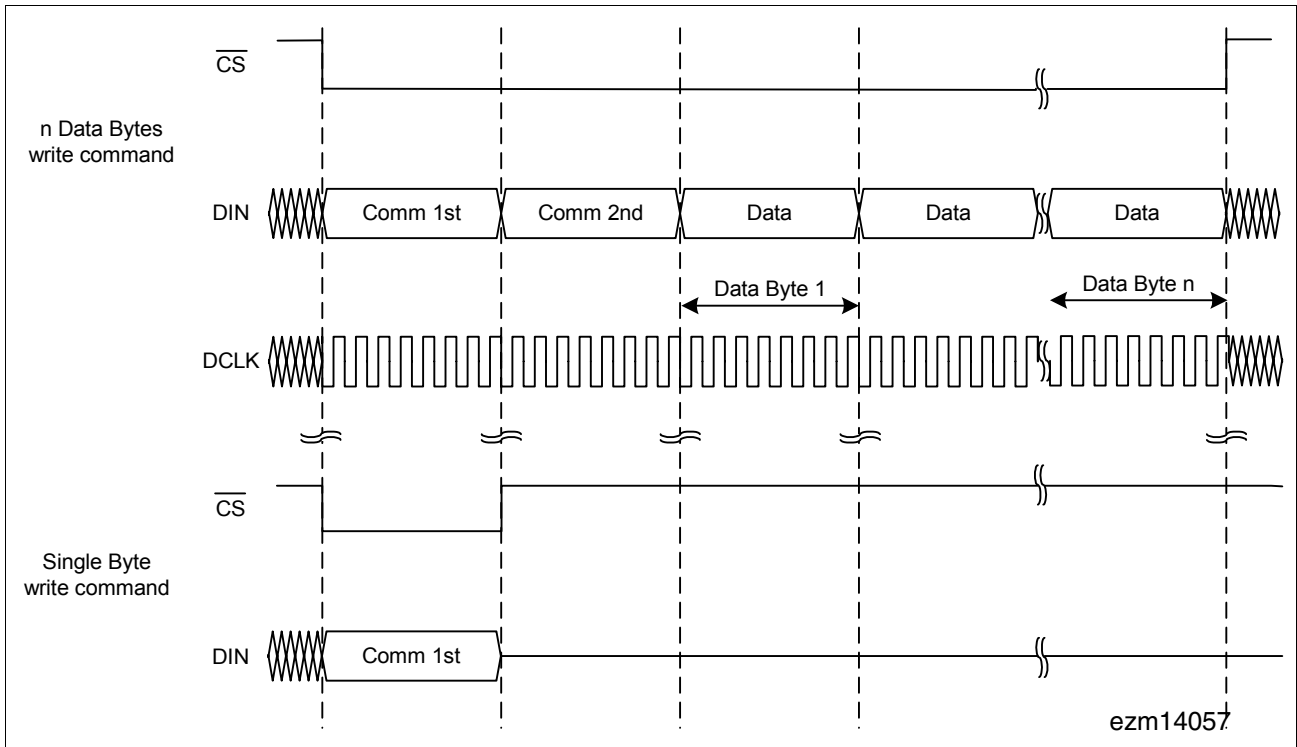 CS
n Data Bytes
write command
DIN Comm 1st Comm 2nd Data Data Data
Data Byte 1 Data Byte n
DCLK
CS
Single Byte
write command
DIN Comm 1st
ezm14057